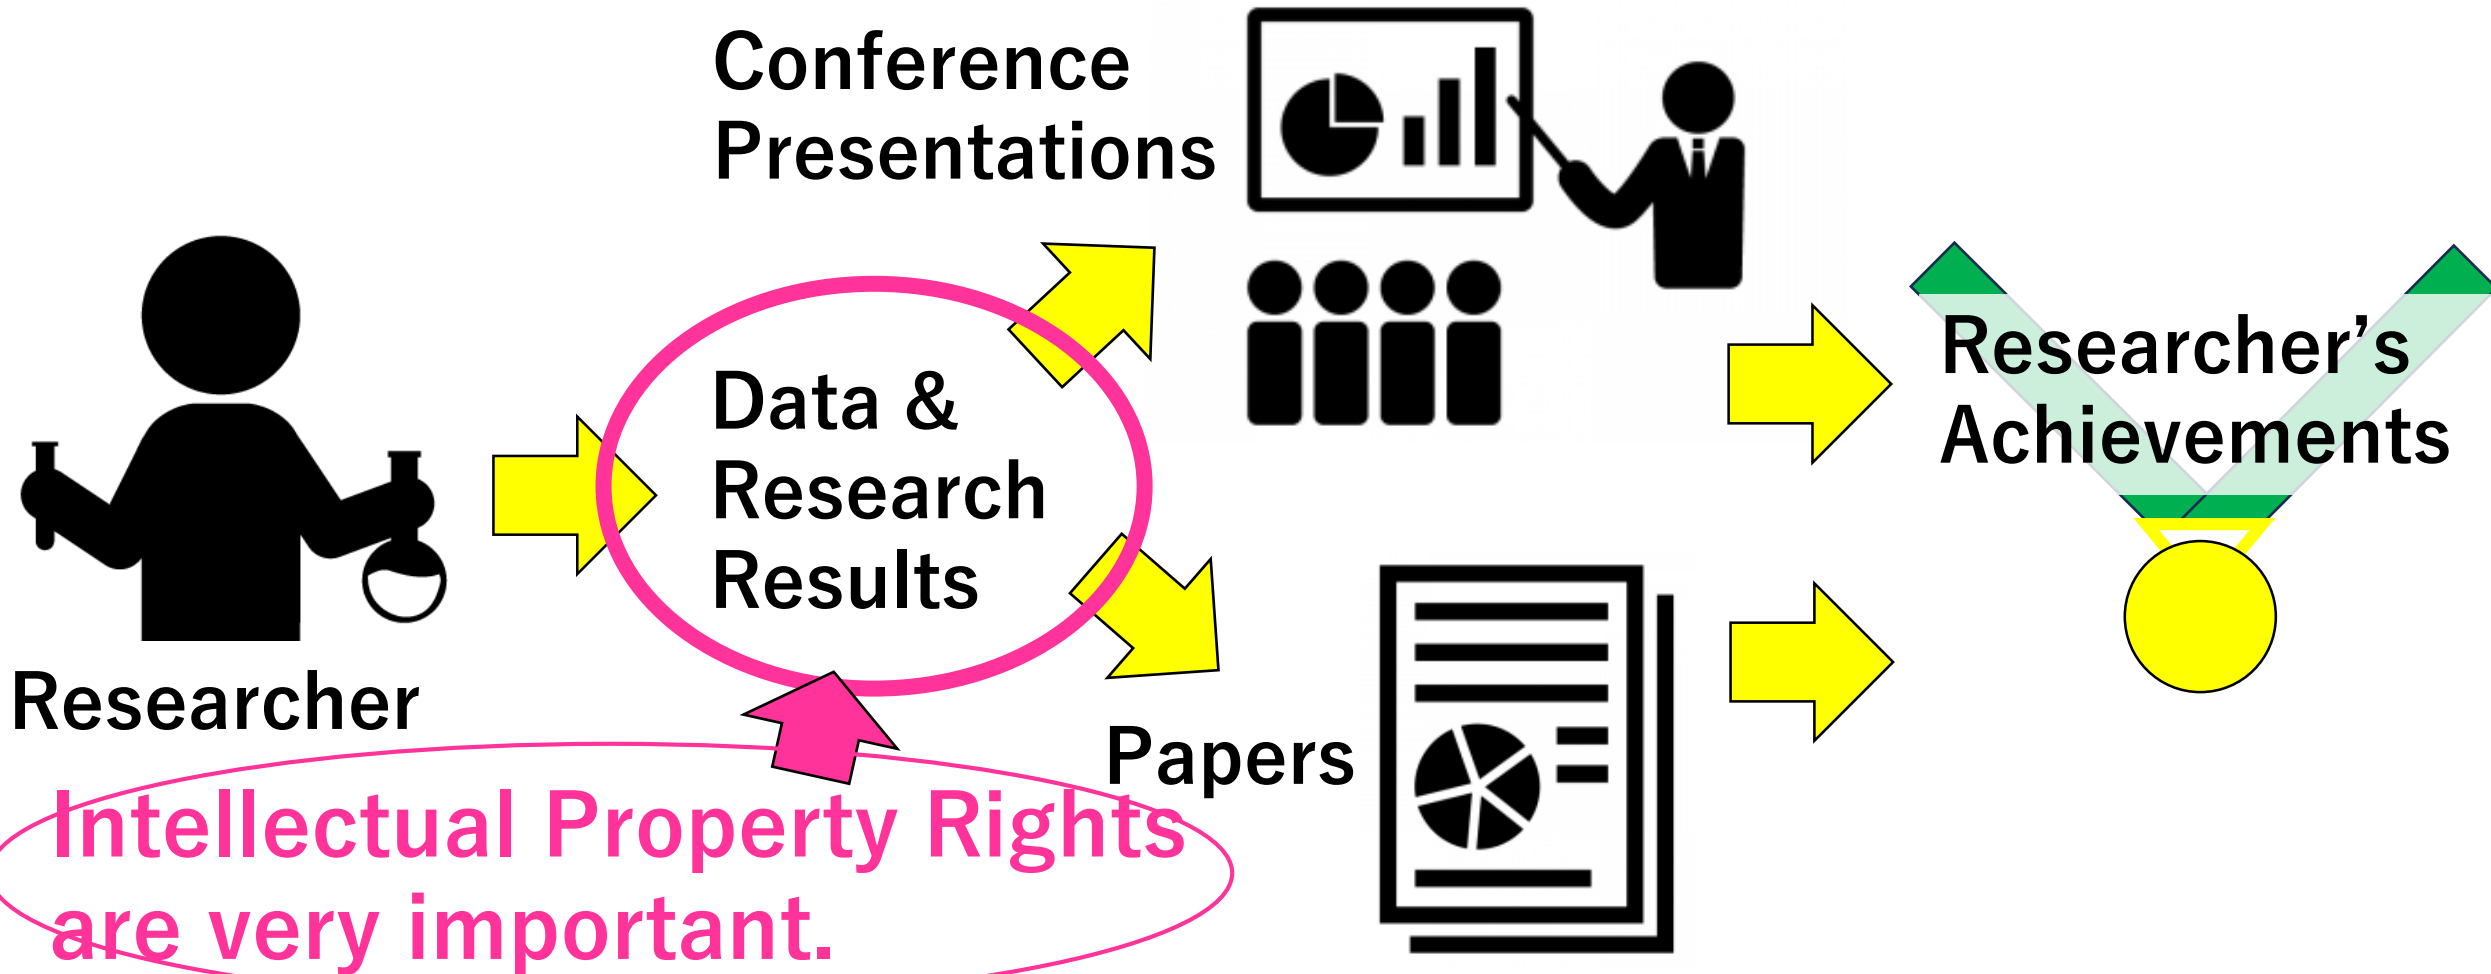 Conference
Presentations
Data &
Research
Results
Researcher’s
Achievements
Researcher
Papers
Intellectual Property Rights
are very important.